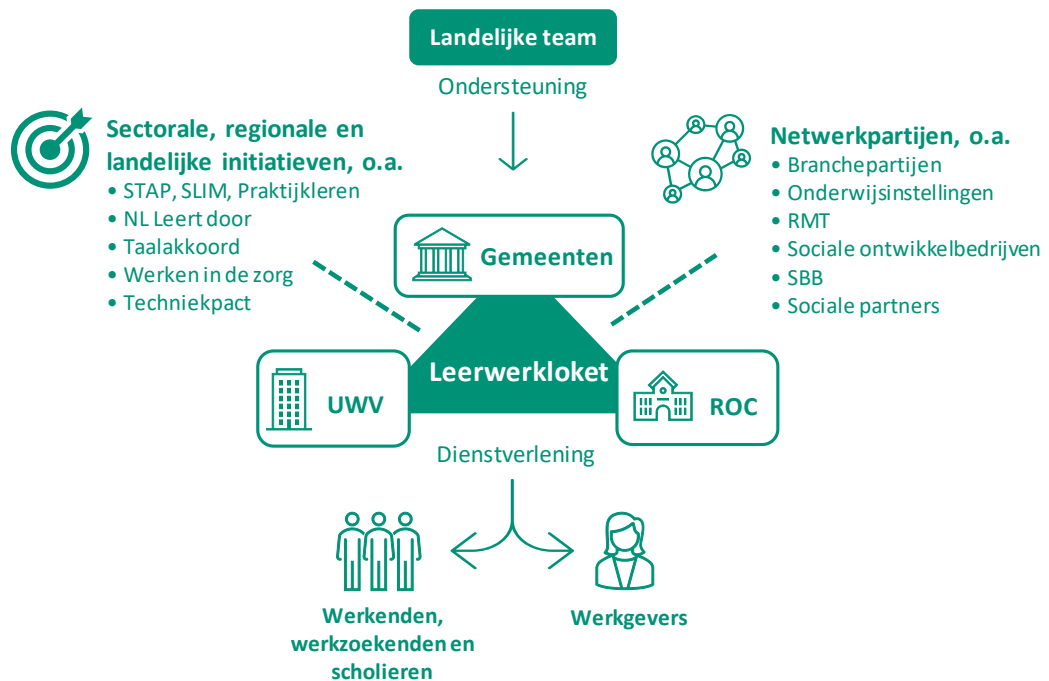 Landelijke team
Ondersteuning
Sectorale, regionale en
landelijke initiatieven, o.a.
• STAP, SLIM, Praktijkleren
• NL Leert door
• Taalakkoord
• Werken in de zorg
• Techniekpact
Netwerkpartijen, o.a.
• Branchepartijen
• Onderwijsinstellingen
• RMT
• Sociale ontwikkelbedrijven
• SBB
• Sociale partners
Gemeenten
Leerwerkloket
UWV
ROC
Dienstverlening
Werkenden,
werkzoekenden en
scholieren
Werkgevers